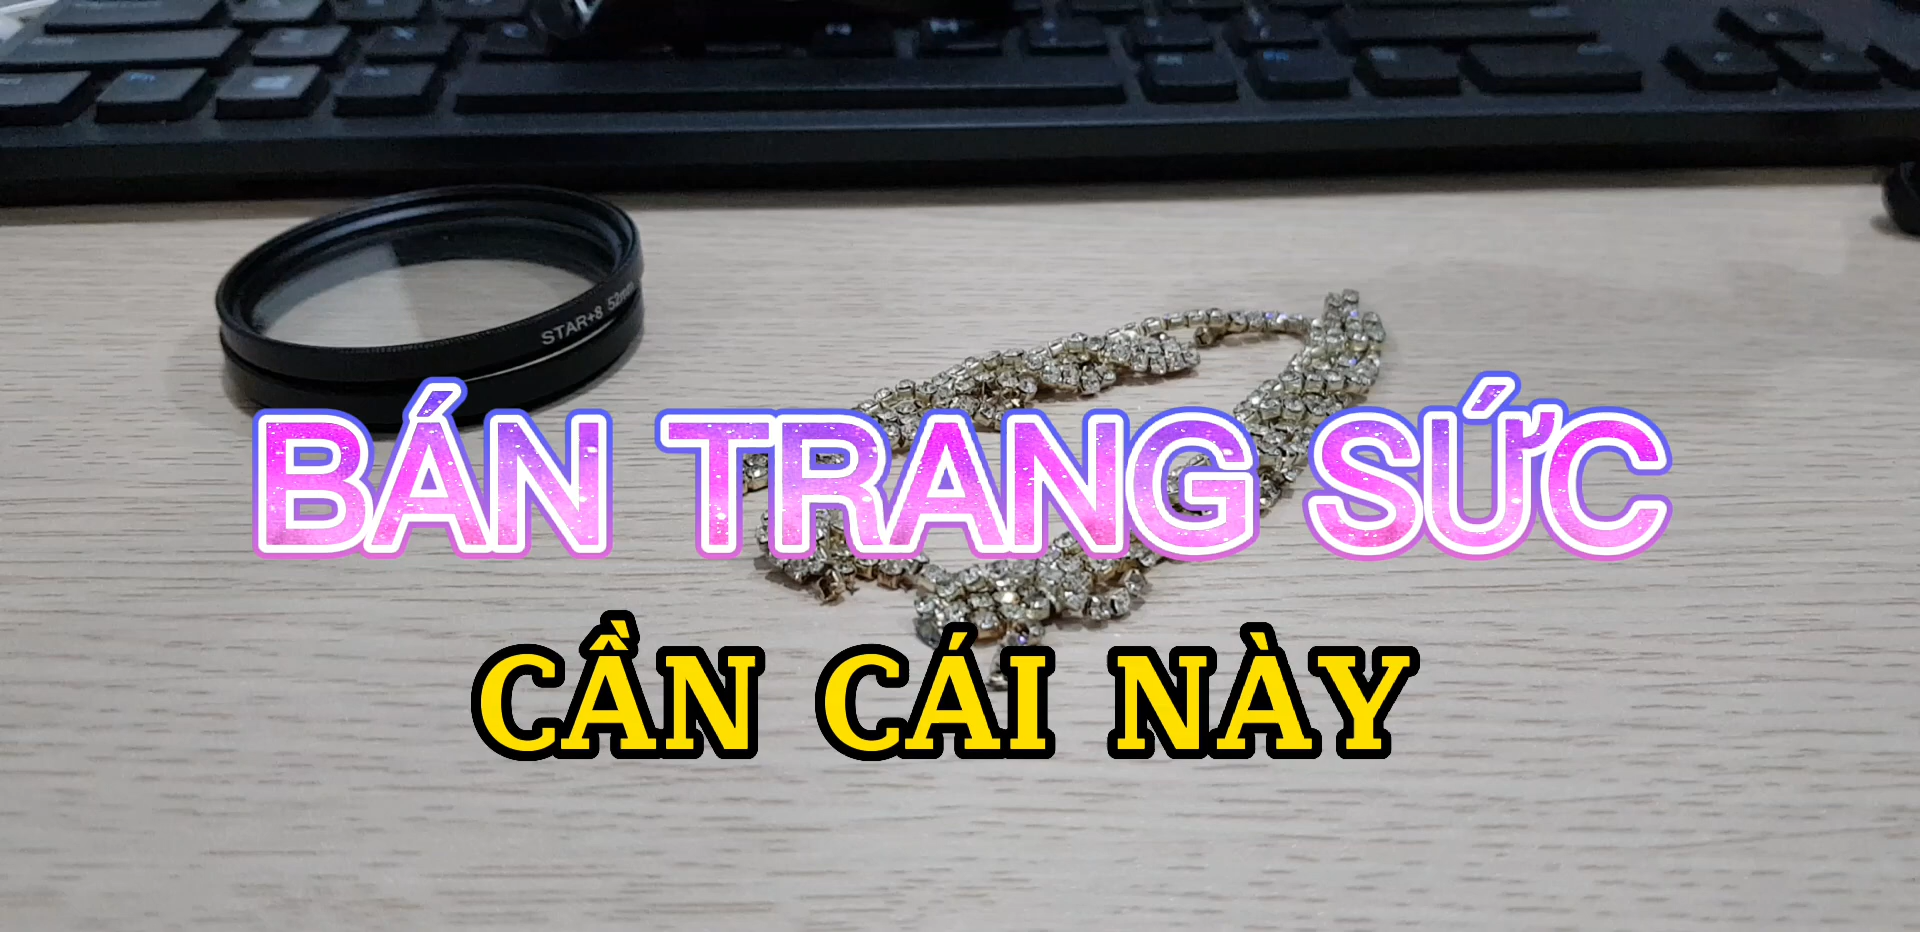 STAR+8 52mm
BÁN TRANG SỨC
CẦN CÁI NÀY